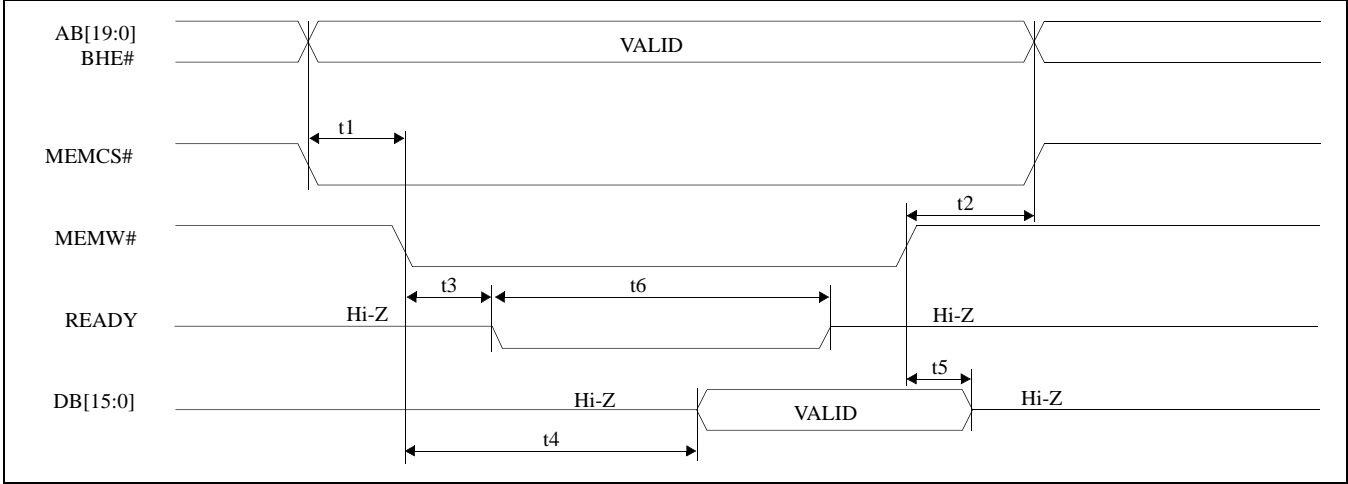 AB[19:0]
BHE#
VALID
t1
MEMCS#
t2
MEMW#
t3
t6
READY
Hi-Z
Hi-Z
t5
DB[15:0]
Hi-Z
VALID
Hi-Z
t4